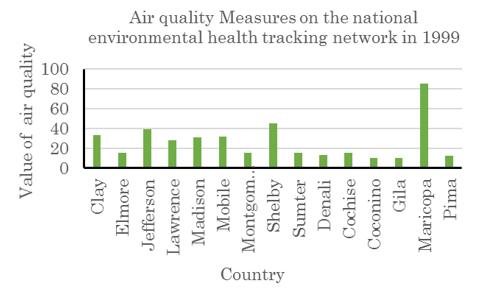 Air quality Measures on the national
environmental health tracking network in 1999
Value of air quality
100
80
60
40
20
0
Clay
Elmore
Jefferson
Lawrence
Madison
Mobile
Montgom...
Shelby
Sumter
Denali
Cochise
Coconino
Gila
Maricopa
Pima
Country